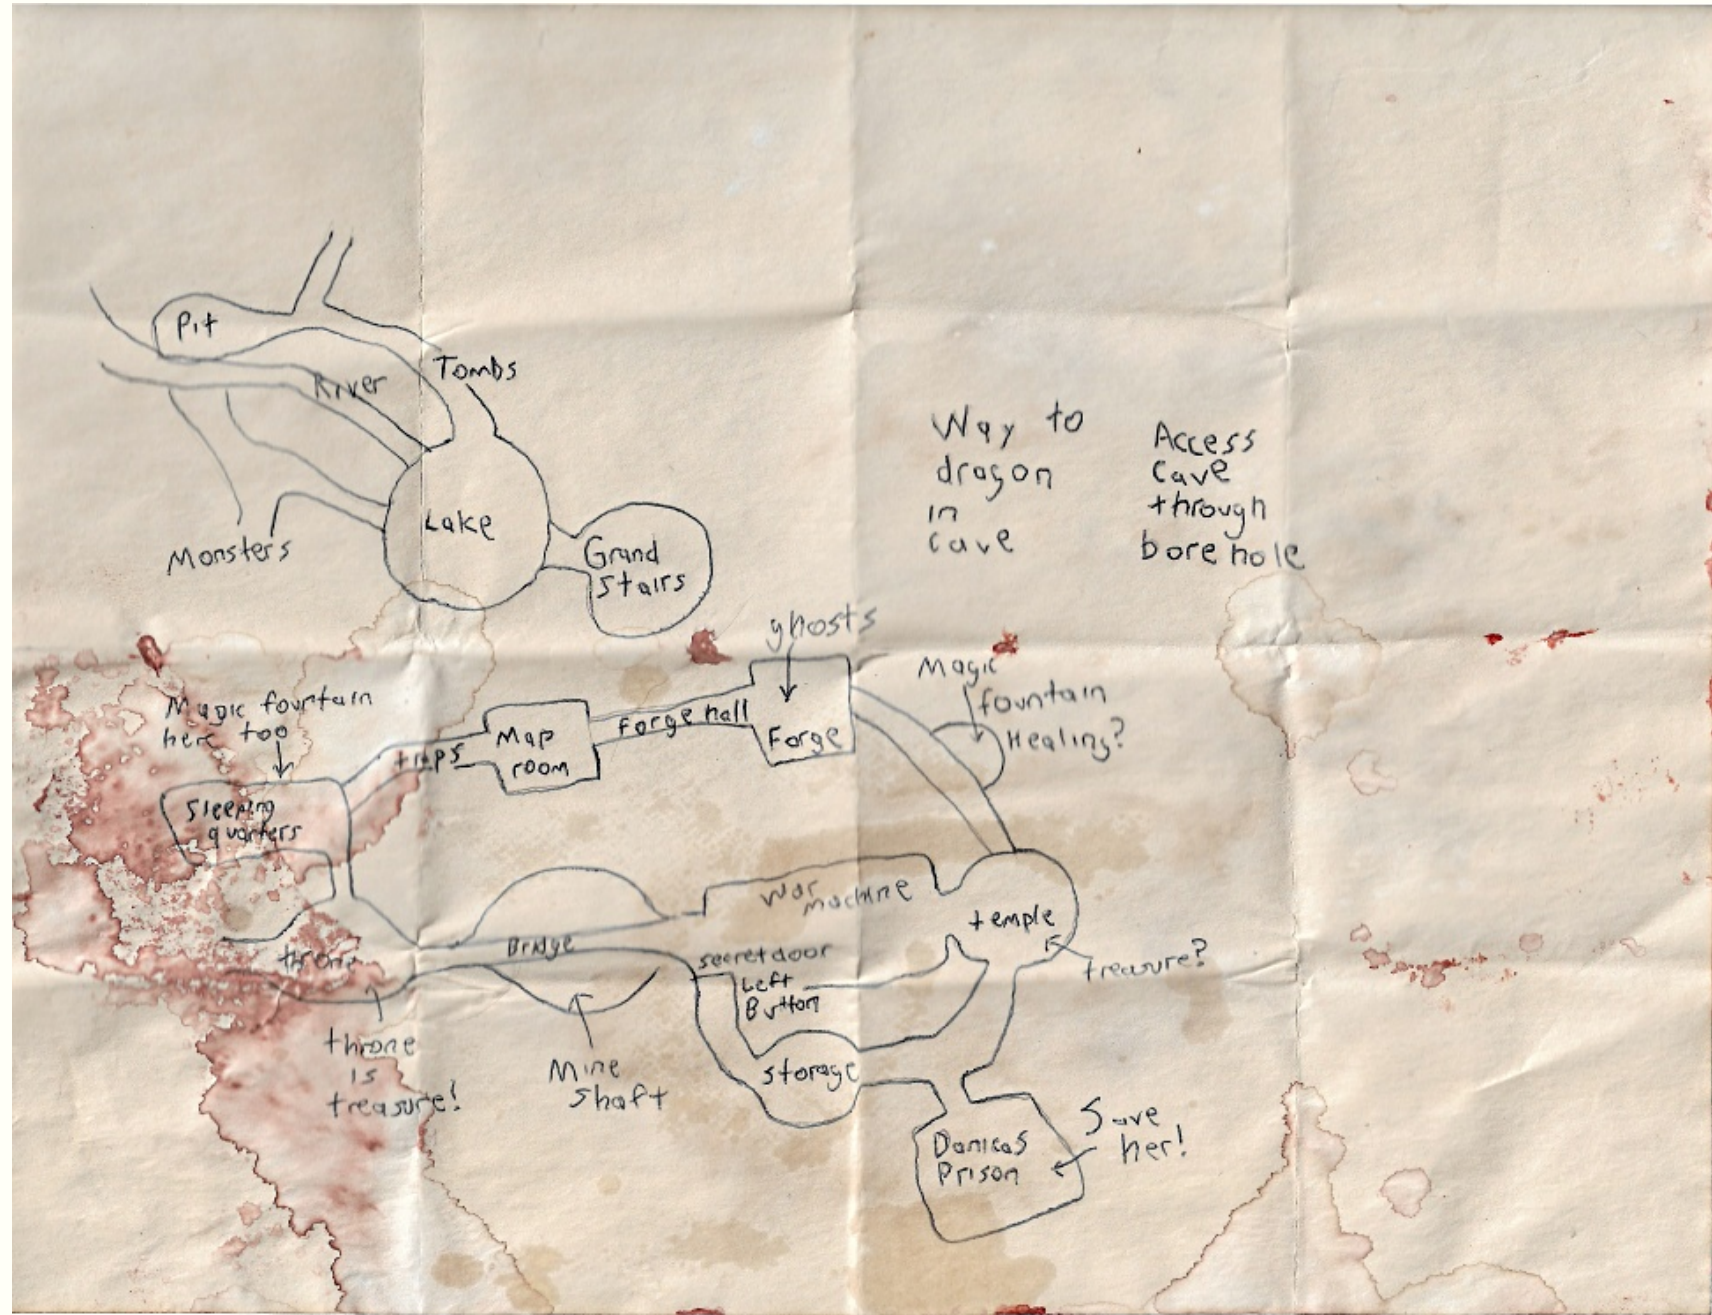 Pit
River
Tombs
Lake
Monsters
Grand
Stairs
Way to
dragon
in
cave
Access
cave
through
bore hole
ghosts
Magic
fountain
Healing?
Magic fountain
here too
traps
Map
room
Forge hall
Forge
Sleeping
quarters
War
machine
temple
treasure?
Bridge
secret door
Left
Button
throne
throne
is
treasure!
Mine
shaft
storage
Danicas
Prison
Save
her!